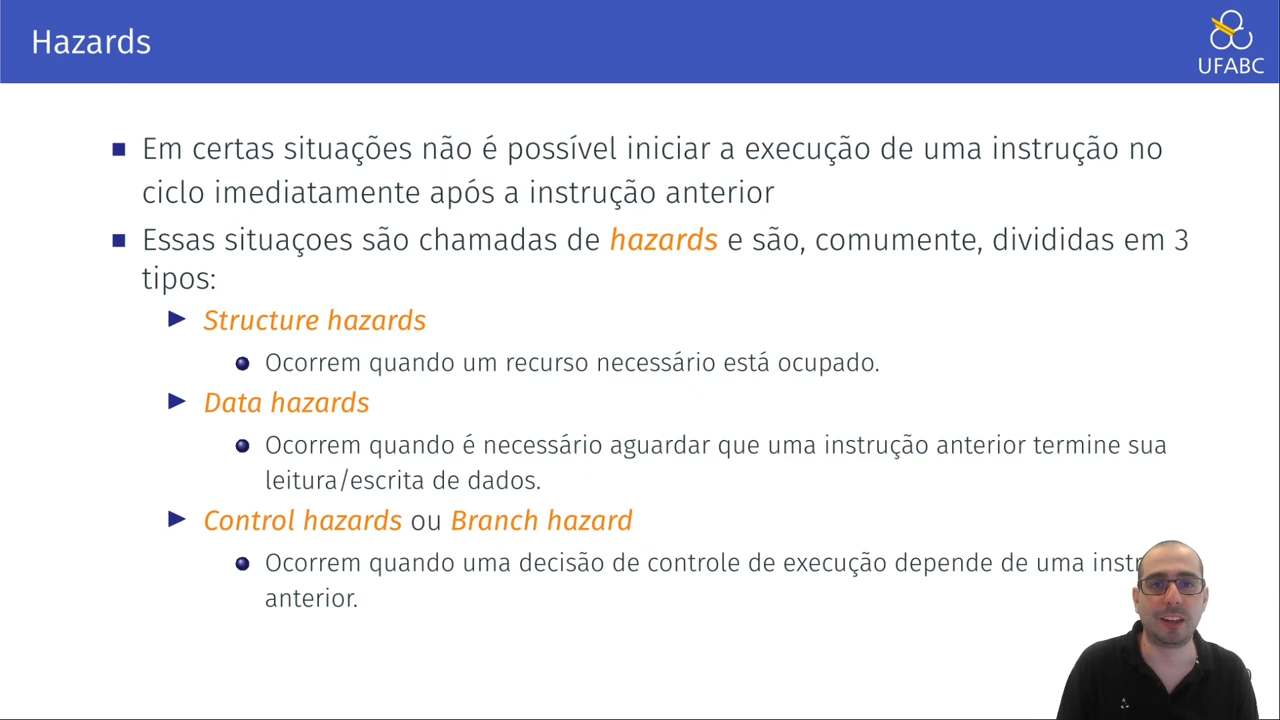 Hazards
UFABC
Em certas situações não é possível iniciar a execução de uma instrução no
ciclo imediatamente após a instrução anterior
Essas situaçoes são chamadas de hazards e são, comumente, divididas em 3
tipos:
Structure hazards
Ocorrem quando um recurso necessário está ocupado.
Data hazards
Ocorrem quando é necessário aguardar que uma instrução anterior termine sua
leitura/escrita de dados.
Control hazards ou Branch hazard
Ocorrem quando uma decisão de controle de execução depende de uma
anterior.